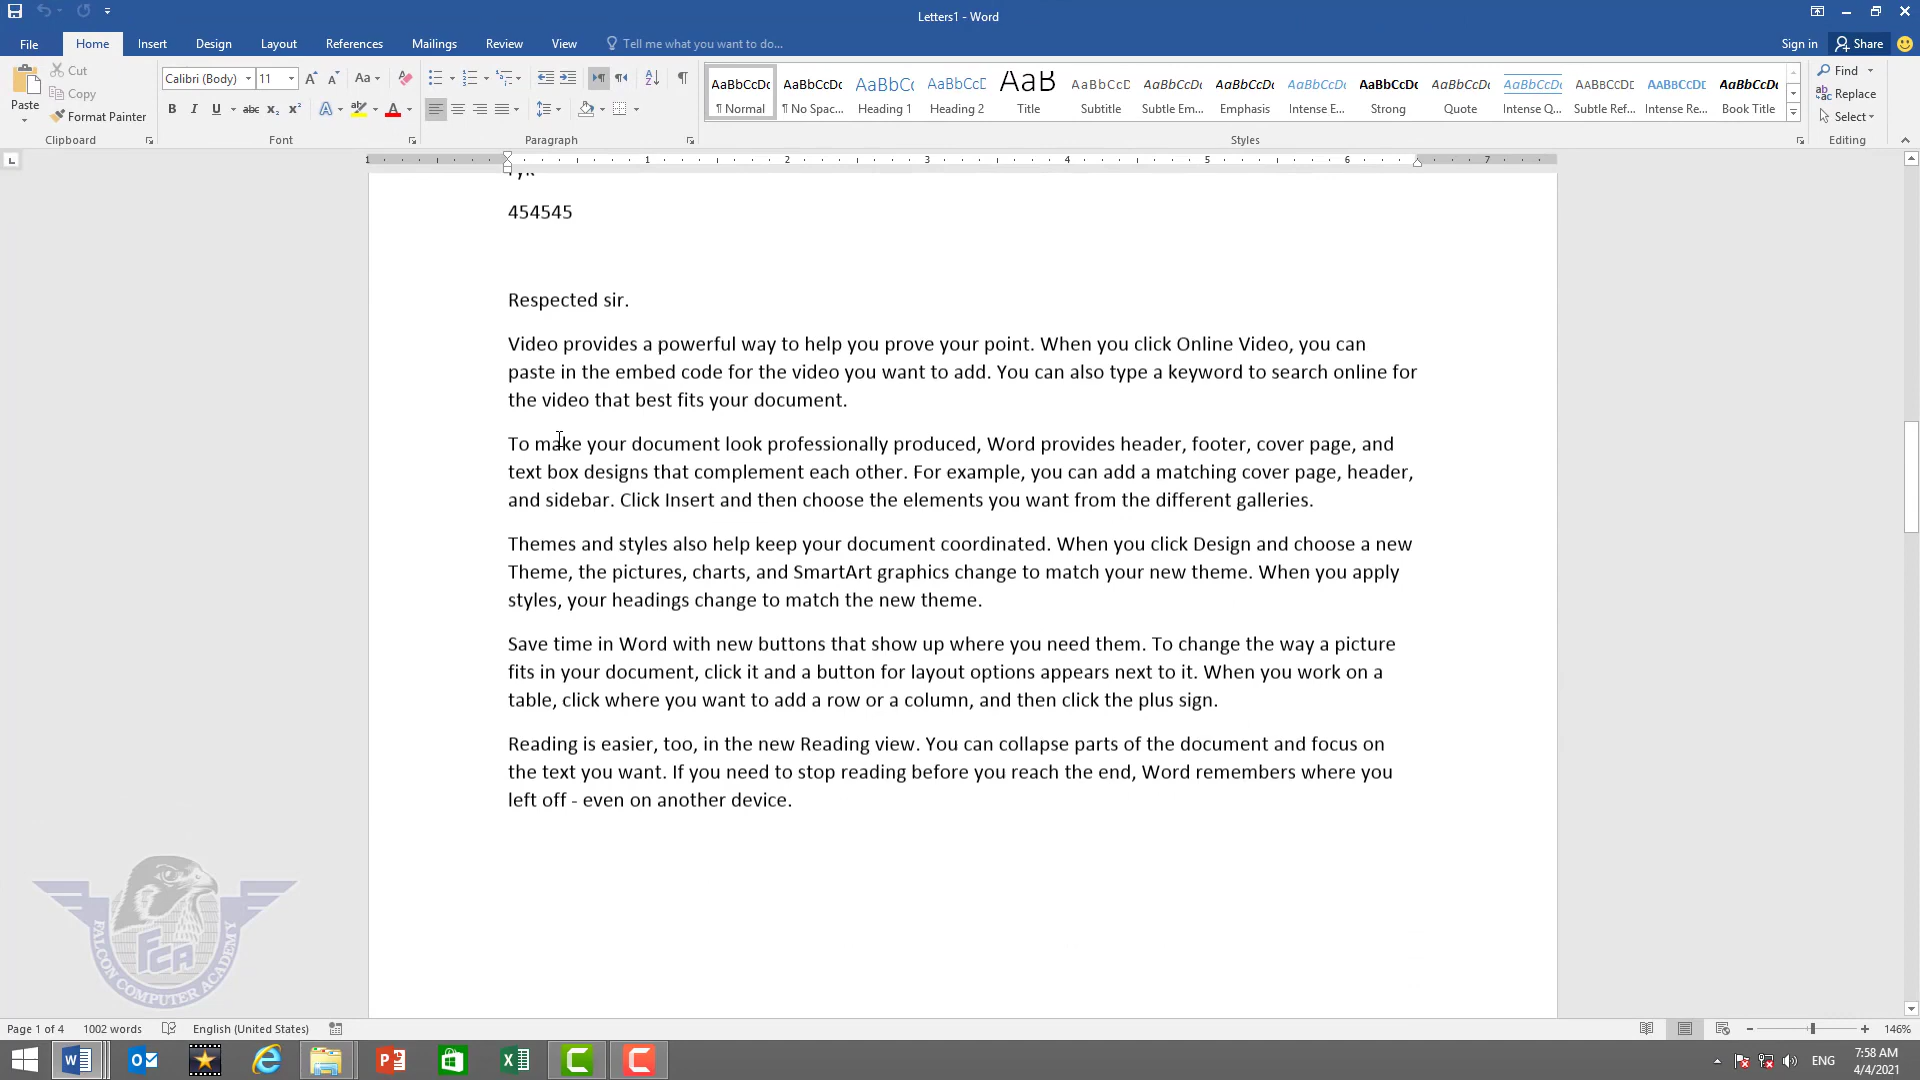 Letters1 - Word
File Home Insert Design Layout References Mailings Review View Tell me what you want to do... Sign in Share
Paste Cut Copy Format Painter Clipboard
Calibri (Body) 11 Aa
B I U abc X₂ X² A A Font
Paragraph
AaBbCcDc AaBbCcDc AaBbCc AaBbCcD AaB AaBbCcD AaBbCcDc AaBbCcDc AaBbCcDc AaBbCcDc AaBbCcDc AaBbCcDc AABBCCDD AABBCCDD AaBbCcDc
¶ Normal ¶ No Spac... Heading 1 Heading 2 Title Subtitle Subtle Em... Emphasis Intense E... Strong Quote Intense Q... Subtle Ref... Intense Re... Book Title
Styles
Find Replace Select Editing
1 1 2 3 4 5 6 7
454545
Respected sir.
Video provides a powerful way to help you prove your point. When you click Online Video, you can
paste in the embed code for the video you want to add. You can also type a keyword to search online for
the video that best fits your document.
To make your document look professionally produced, Word provides header, footer, cover page, and
text box designs that complement each other. For example, you can add a matching cover page, header,
and sidebar. Click Insert and then choose the elements you want from the different galleries.
Themes and styles also help keep your document coordinated. When you click Design and choose a new
Theme, the pictures, charts, and SmartArt graphics change to match your new theme. When you apply
styles, your headings change to match the new theme.
Save time in Word with new buttons that show up where you need them. To change the way a picture
fits in your document, click it and a button for layout options appears next to it. When you work on a
table, click where you want to add a row or a column, and then click the plus sign.
Reading is easier, too, in the new Reading view. You can collapse parts of the document and focus on
the text you want. If you need to stop reading before you reach the end, Word remembers where you
left off - even on another device.
FALCON COMPUTER ACADEMY
FCA
Page 1 of 4 1002 words English (United States) 146%
ENG 7:58 AM
4/4/2021